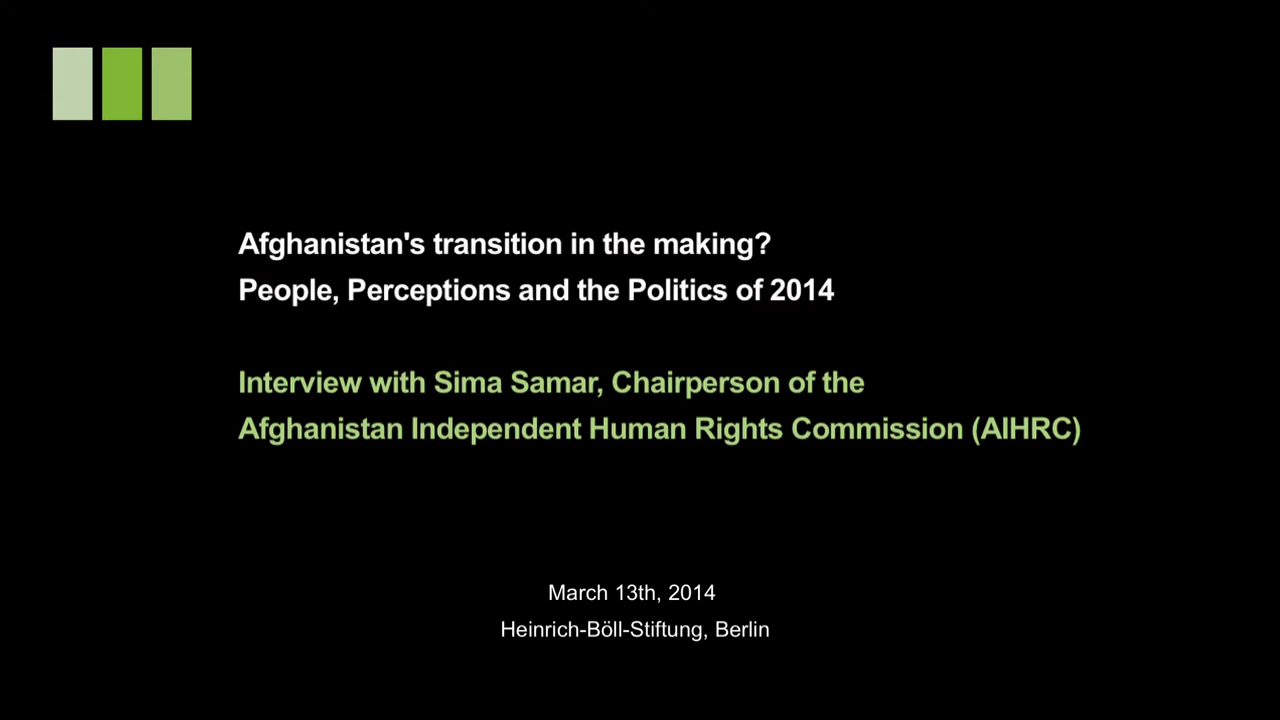 Afghanistan's transition in the making?
People, Perceptions and the Politics of 2014
Interview with Sima Samar, Chairperson of the
Afghanistan Independent Human Rights Commission (AIHRC)
March 13th, 2014
Heinrich-Böll-Stiftung, Berlin